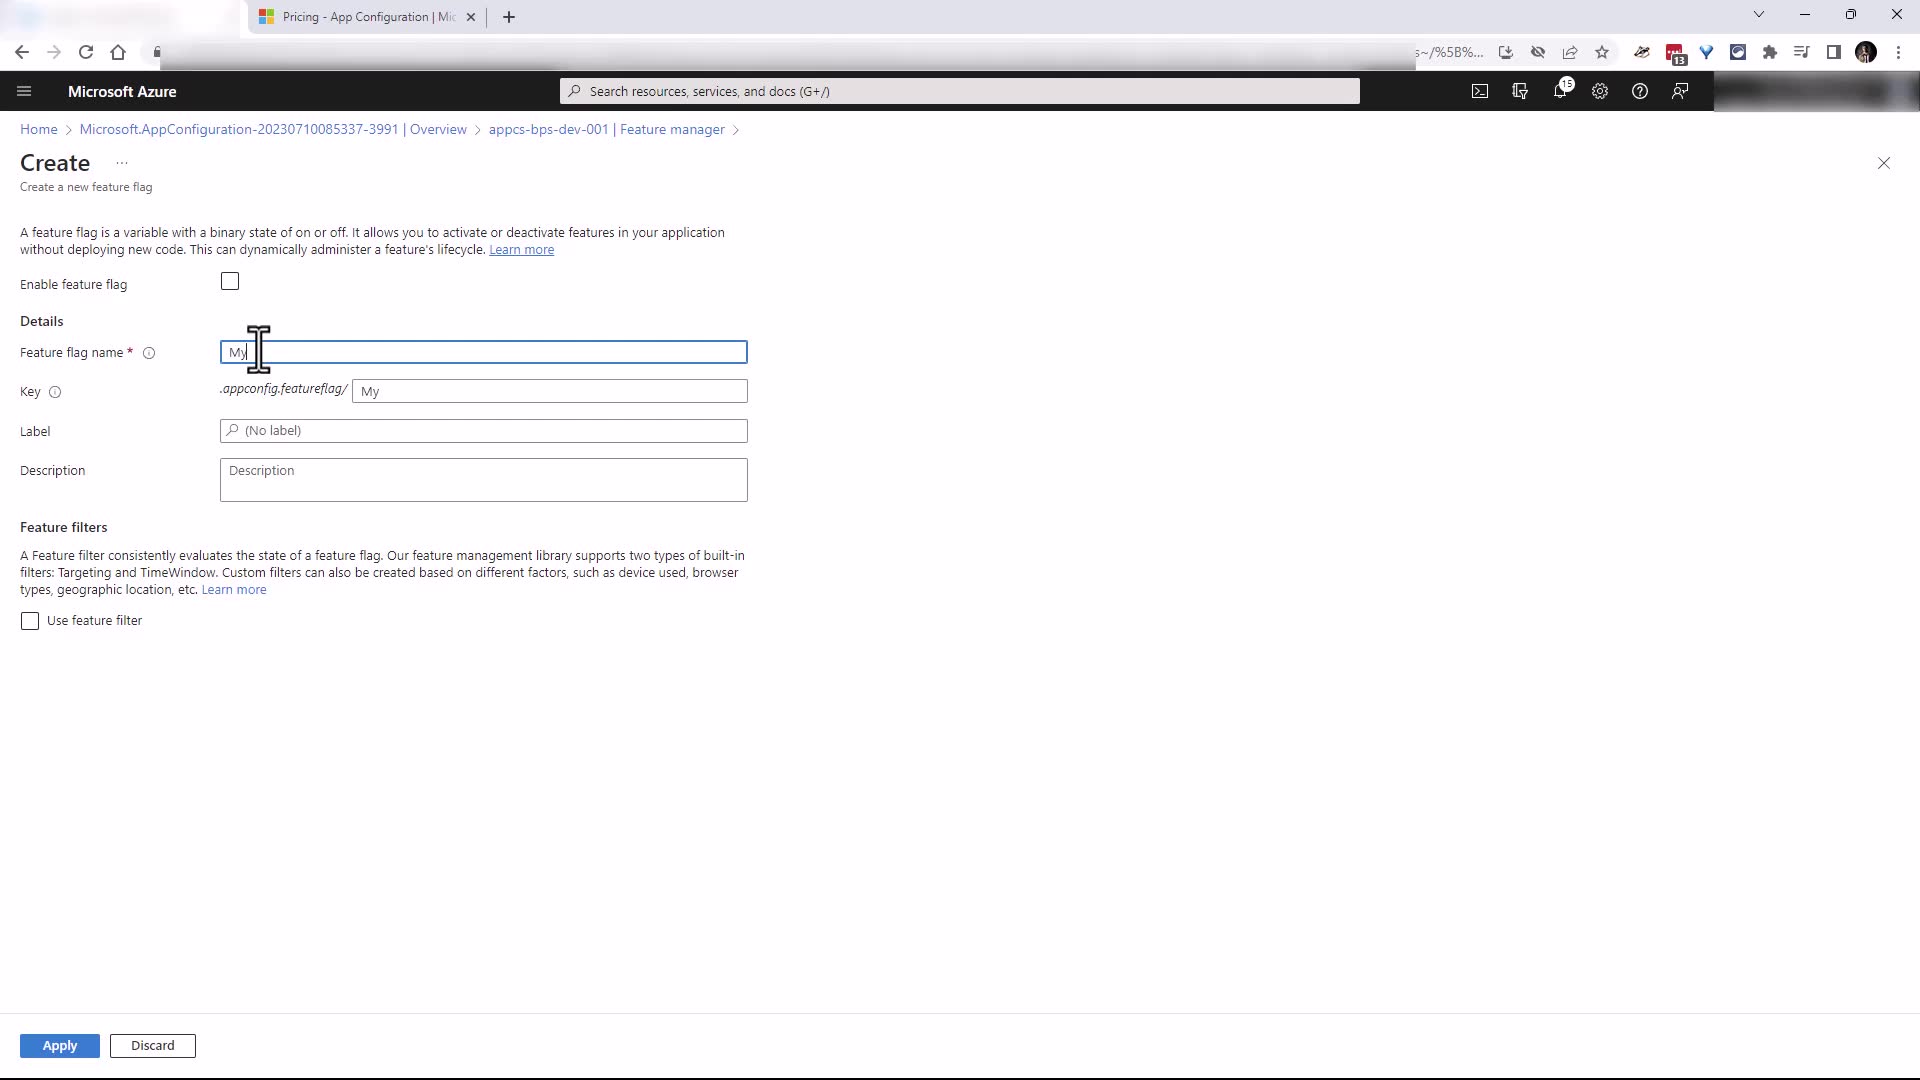 Pricing - App Configuration | Mic
s~/%5B%...
13
Microsoft Azure
Search resources, services, and docs (G+/)
15
Home > Microsoft.AppConfiguration-20230710085337-3991 | Overview > appcs-bps-dev-001 | Feature manager >
Create ...
Create a new feature flag
A feature flag is a variable with a binary state of on or off. It allows you to activate or deactivate features in your application
without deploying new code. This can dynamically administer a feature's lifecycle. Learn more
Enable feature flag
Details
Feature flag name * My
Key .appconfig.featureflag/ My
Label (No label)
Description Description
Feature filters
A Feature filter consistently evaluates the state of a feature flag. Our feature management library supports two types of built-in
filters: Targeting and TimeWindow. Custom filters can also be created based on different factors, such as device used, browser
types, geographic location, etc. Learn more
Use feature filter
Apply Discard